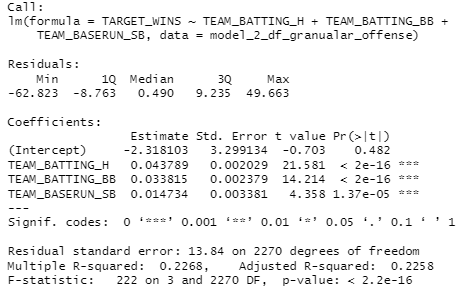 Call:
lm(formula = TARGET_WINS ~ TEAM_BATTING_H + TEAM_BATTING_BB +
    TEAM_BASERUN_SB, data = model_2_df_granualar_offense)
Residuals:
    Min      1Q  Median      3Q     Max
-62.823  -8.763   0.490   9.235  49.663
Coefficients:
                 Estimate Std. Error t value Pr(>|t|)
(Intercept)     -2.318103   3.299134  -0.703    0.482
TEAM_BATTING_H   0.043789   0.002029  21.581  < 2e-16 ***
TEAM_BATTING_BB  0.033815   0.002379  14.214  < 2e-16 ***
TEAM_BASERUN_SB  0.014734   0.003381   4.358 1.37e-05 ***
---
Signif. codes:  0 ‘***’ 0.001 ‘**’ 0.01 ‘*’ 0.05 ‘.’ 0.1 ‘ ’ 1
Residual standard error: 13.84 on 2270 degrees of freedom
Multiple R-squared:  0.2268,    Adjusted R-squared:  0.2258
F-statistic:   222 on 3 and 2270 DF,  p-value: < 2.2e-16